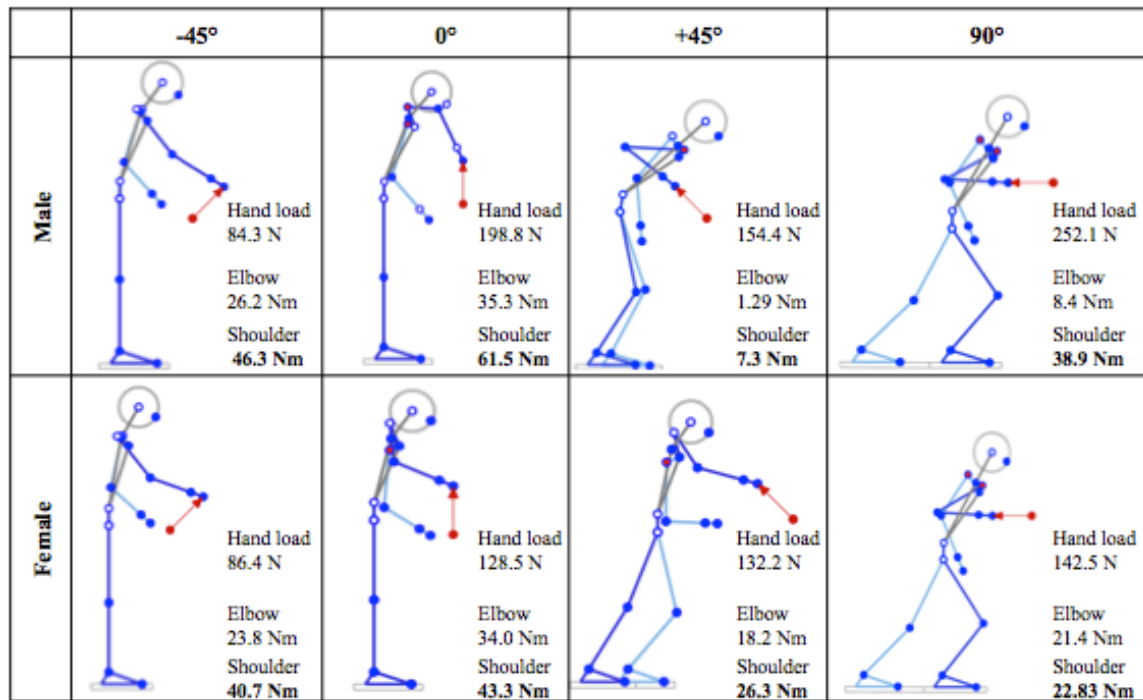 -45° 0° +45° 90°
Male
Hand load
84.3 N
Elbow
26.2 Nm
Shoulder
46.3 Nm
Hand load
198.8 N
Elbow
35.3 Nm
Shoulder
61.5 Nm
Hand load
154.4 N
Elbow
1.29 Nm
Shoulder
7.3 Nm
Hand load
252.1 N
Elbow
8.4 Nm
Shoulder
38.9 Nm
Female
Hand load
86.4 N
Elbow
23.8 Nm
Shoulder
40.7 Nm
Hand load
128.5 N
Elbow
34.0 Nm
Shoulder
43.3 Nm
Hand load
132.2 N
Elbow
18.2 Nm
Shoulder
26.3 Nm
Hand load
142.5 N
Elbow
21.4 Nm
Shoulder
22.83 Nm